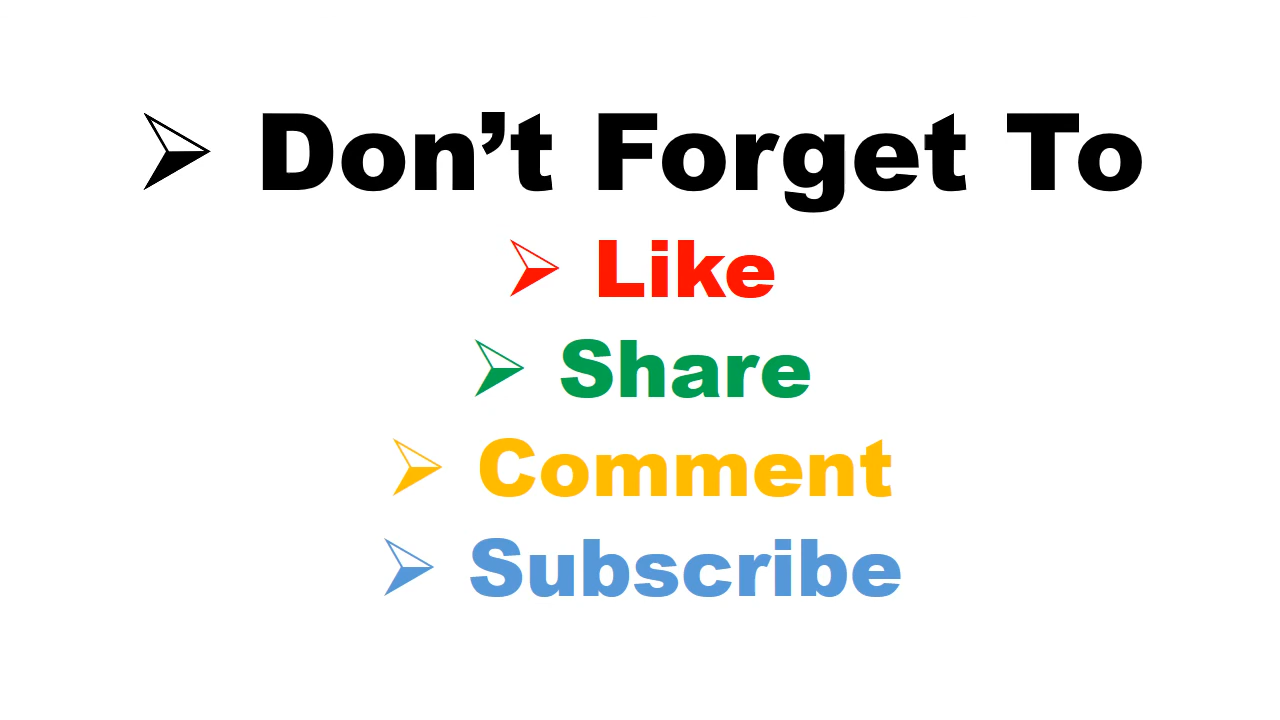 ➢ Don’t Forget To
➢ Like
➢ Share
➢ Comment
➢ Subscribe